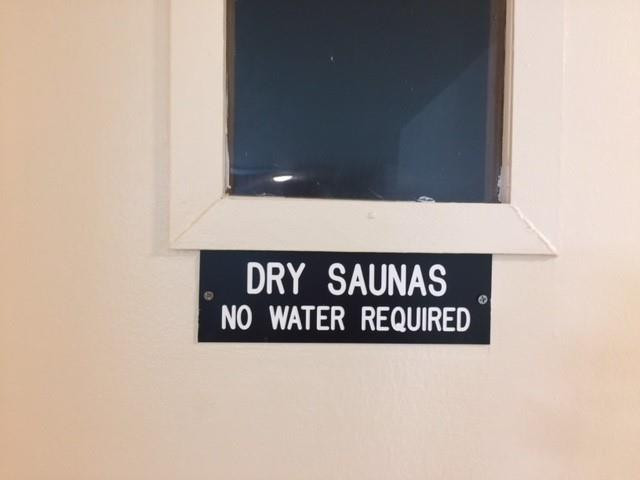 DRY SAUNAS
NO WATER REQUIRED